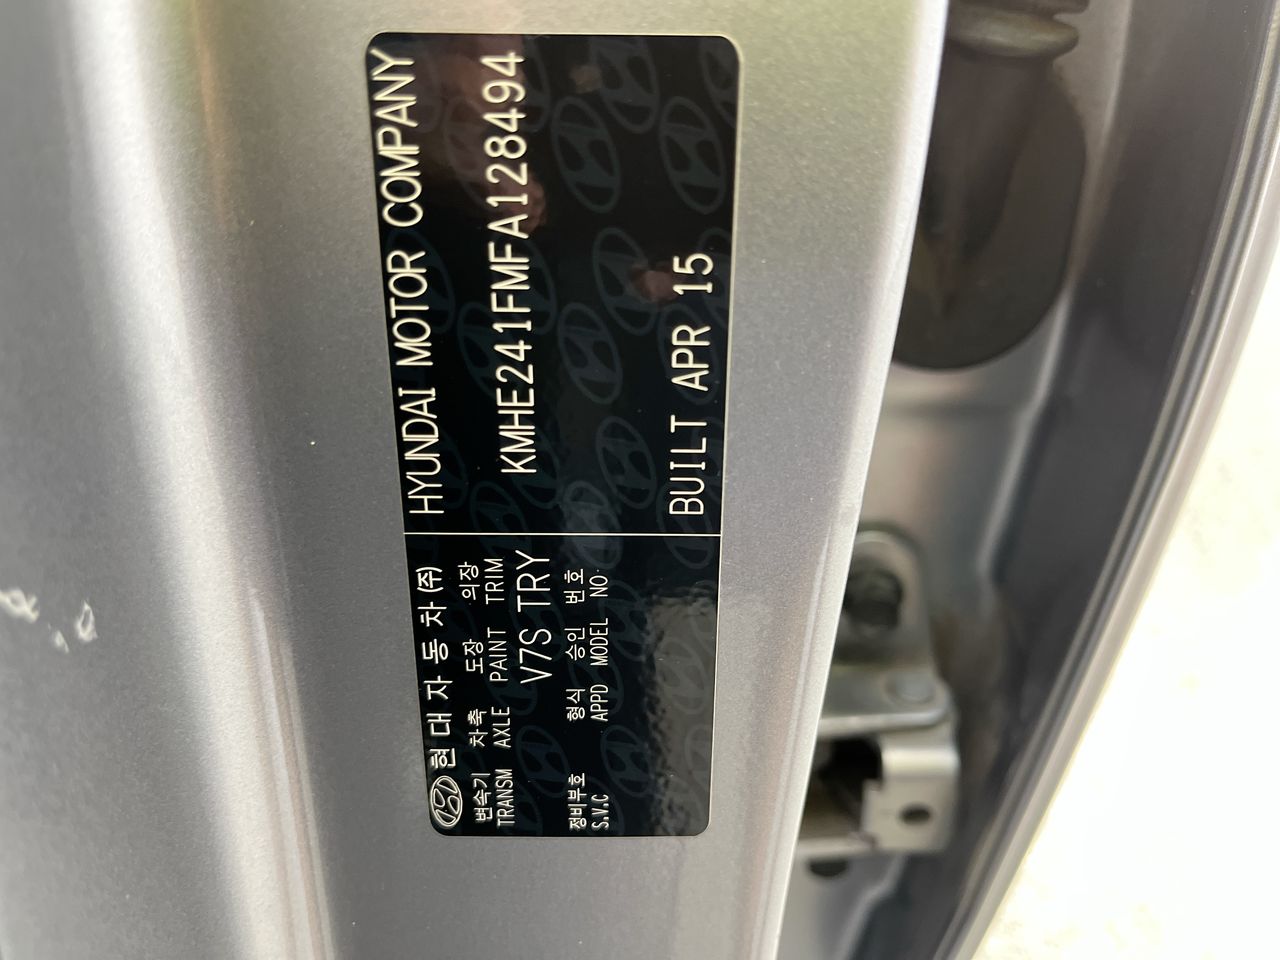 현대자동차(주)
변속기 차축 도장 의장
TRANSM AXLE PAINT TRIM
V7S TRY
정비부호 형식 승인 번호
S.V.C APPD MODEL NO.
HYUNDAI MOTOR COMPANY
KMHE241FMFA128494
BUILT APR 15